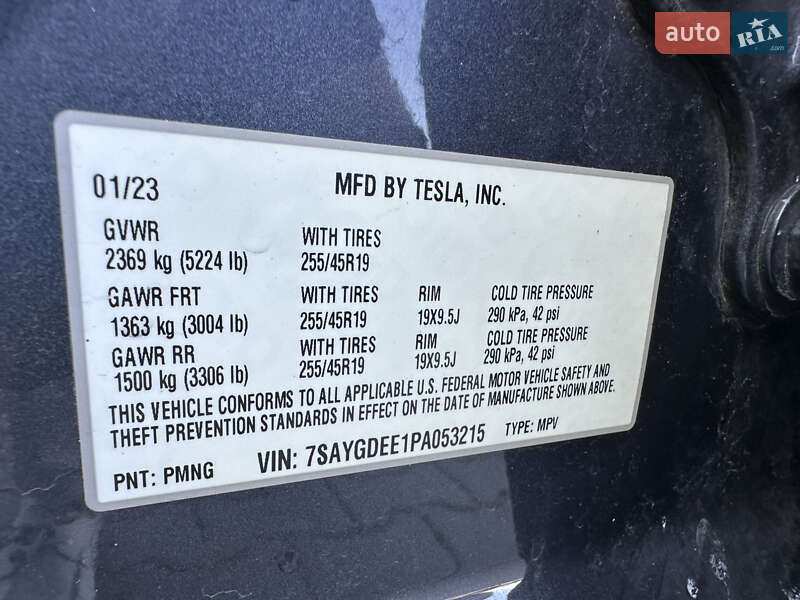 auto RIA .com
01/23 MFD BY TESLA, INC.
GVWR WITH TIRES
2369 kg (5224 lb) 255/45R19
GAWR FRT WITH TIRES RIM COLD TIRE PRESSURE
1363 kg (3004 lb) 255/45R19 19X9.5J 290 kPa, 42 psi
GAWR RR WITH TIRES RIM COLD TIRE PRESSURE
1500 kg (3306 lb) 255/45R19 19X9.5J 290 kPa, 42 psi
THIS VEHICLE CONFORMS TO ALL APPLICABLE U.S. FEDERAL MOTOR VEHICLE SAFETY AND
THEFT PREVENTION STANDARDS IN EFFECT ON THE DATE OF MANUFACTURE SHOWN ABOVE.
PNT: PMNG VIN: 7SAYGDEE1PA053215 TYPE: MPV